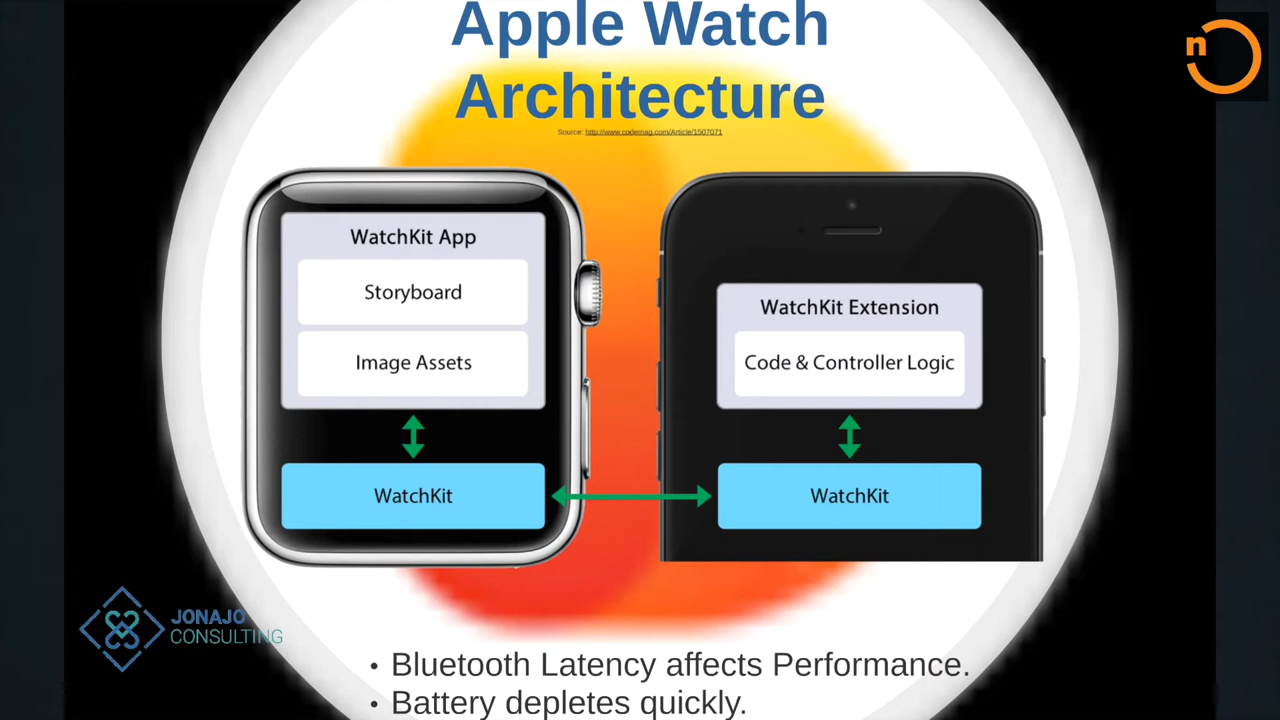 Apple Watch
Architecture
Source: http://www.codemag.com/Article/1507071
WatchKit App
Storyboard
Image Assets
WatchKit
WatchKit Extension
Code & Controller Logic
WatchKit
n
JONAJO
CONSULTING
• Bluetooth Latency affects Performance.
• Battery depletes quickly.